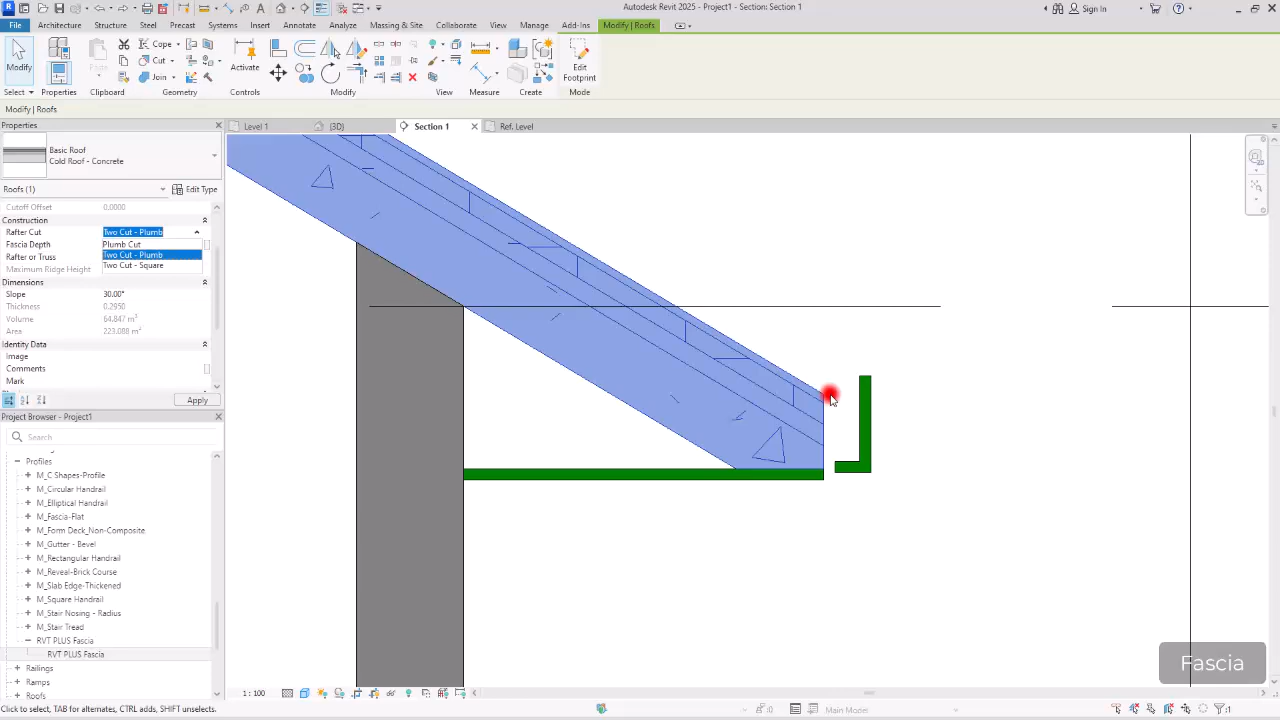 Autodesk Revit 2025 - Project1 - Section: Section 1
Sign In
File
Architecture
Structure
Steel
Precast
Systems
Insert
Annotate
Analyze
Massing & Site
Collaborate
View
Manage
Add-Ins
Modify | Roofs
Modify
Cope
Cut
Join
Activate
Edit
Footprint
Select
Properties
Clipboard
Geometry
Controls
Modify
View
Measure
Create
Mode
Modify | Roofs
Properties
Level 1
{3D}
Section 1
Ref. Level
Basic Roof
Cold Roof - Concrete
Roofs (1)
Edit Type
Cutoff Offset 0.0000
Construction
Rafter Cut Two Cut - Plumb
Fascia Depth Plumb Cut
Rafter or Truss Two Cut - Plumb
Two Cut - Square
Maximum Ridge Height
Dimensions
Slope 30.00°
Thickness 0.2950
Volume 64.847 m³
Area 223.088 m²
Identity Data
Image
Comments
Mark
Apply
Project Browser - Project1
Search
Profiles
M_C Shapes-Profile
M_Circular Handrail
M_Elliptical Handrail
M_Fascia-Flat
M_Form Deck_Non-Composite
M_Gutter - Bevel
M_Rectangular Handrail
M_Reveal-Brick Course
M_Slab Edge-Thickened
M_Square Handrail
M_Stair Nosing - Radius
M_Stair Tread
RVT PLUS Fascia
RVT PLUS Fascia
Railings
Ramps
Roofs
Fascia
1 : 100
Click to select, TAB for alternates, CTRL adds, SHIFT unselects.
:0
Main Model
:1